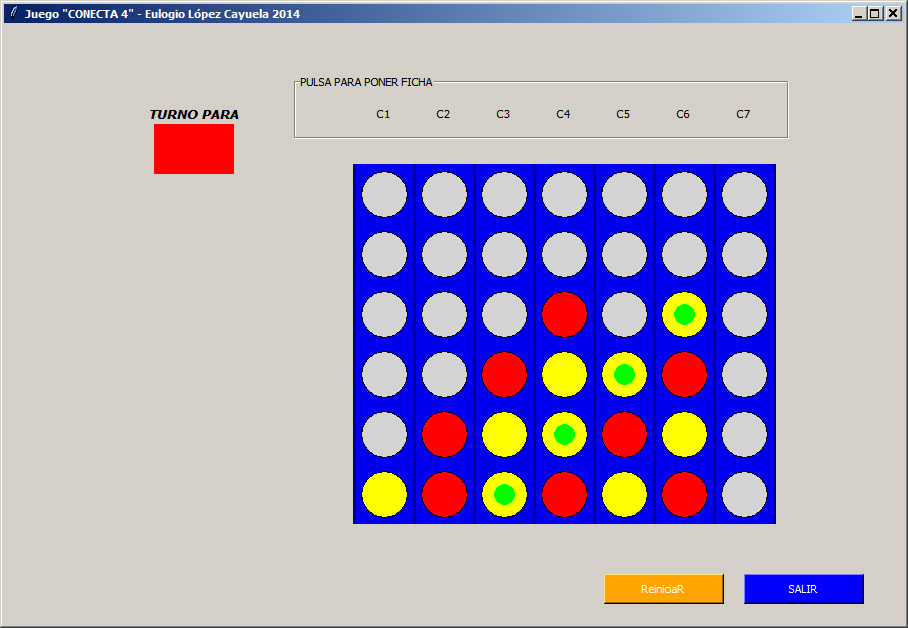 Juego "CONECTA 4" - Eulogio López Cayuela 2014
PULSA PARA PONER FICHA
C1 C2 C3 C4 C5 C6 C7
TURNO PARA
ReiniciaR
SALIR